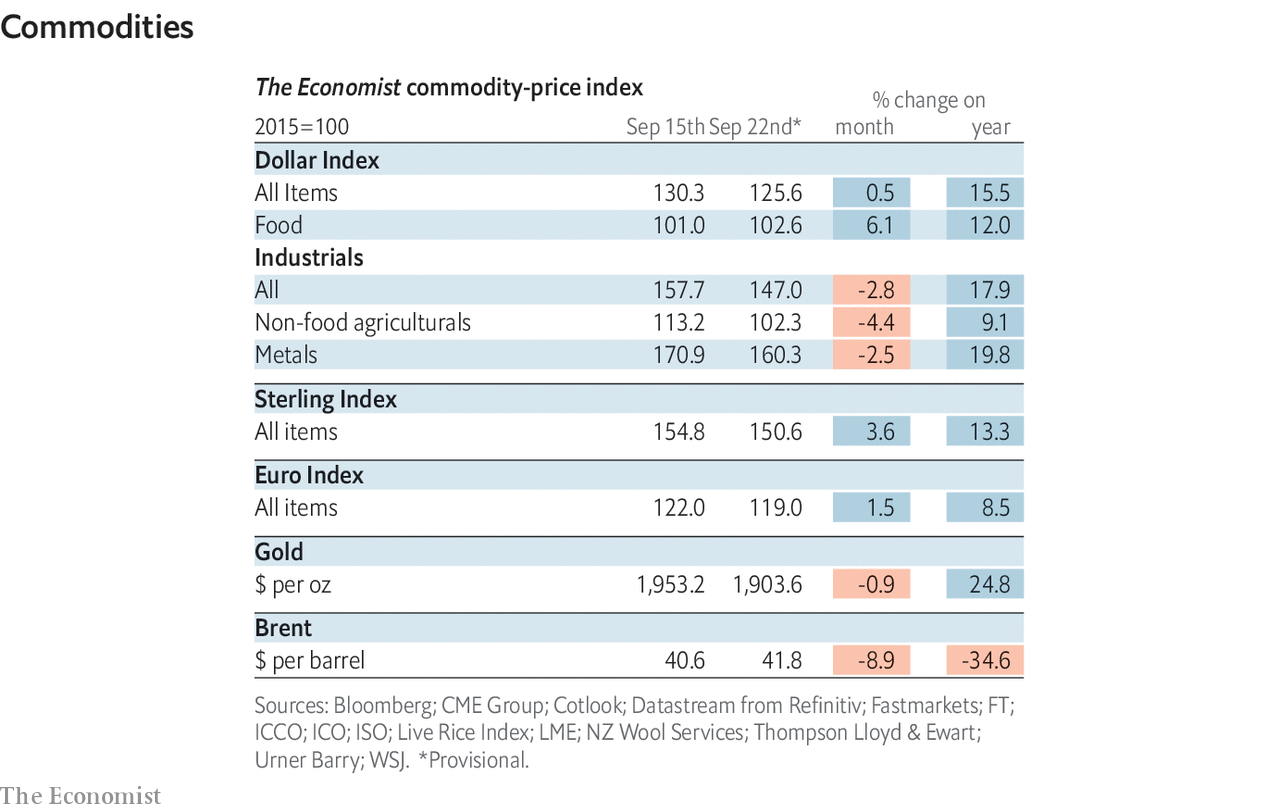 Commodities
The Economist commodity-price index
% change on
2015=100 Sep 15th Sep 22nd* month year
Dollar Index
All Items 130.3 125.6 0.5 15.5
Food 101.0 102.6 6.1 12.0
Industrials
All 157.7 147.0 -2.8 17.9
Non-food agriculturals 113.2 102.3 -4.4 9.1
Metals 170.9 160.3 -2.5 19.8
Sterling Index
All items 154.8 150.6 3.6 13.3
Euro Index
All items 122.0 119.0 1.5 8.5
Gold
$ per oz 1,953.2 1,903.6 -0.9 24.8
Brent
$ per barrel 40.6 41.8 -8.9 -34.6
Sources: Bloomberg; CME Group; Cotlook; Datastream from Refinitiv; Fastmarkets; FT;
ICCO; ICO; ISO; Live Rice Index; LME; NZ Wool Services; Thompson Lloyd & Ewart;
Urner Barry; WSJ. *Provisional.
The Economist